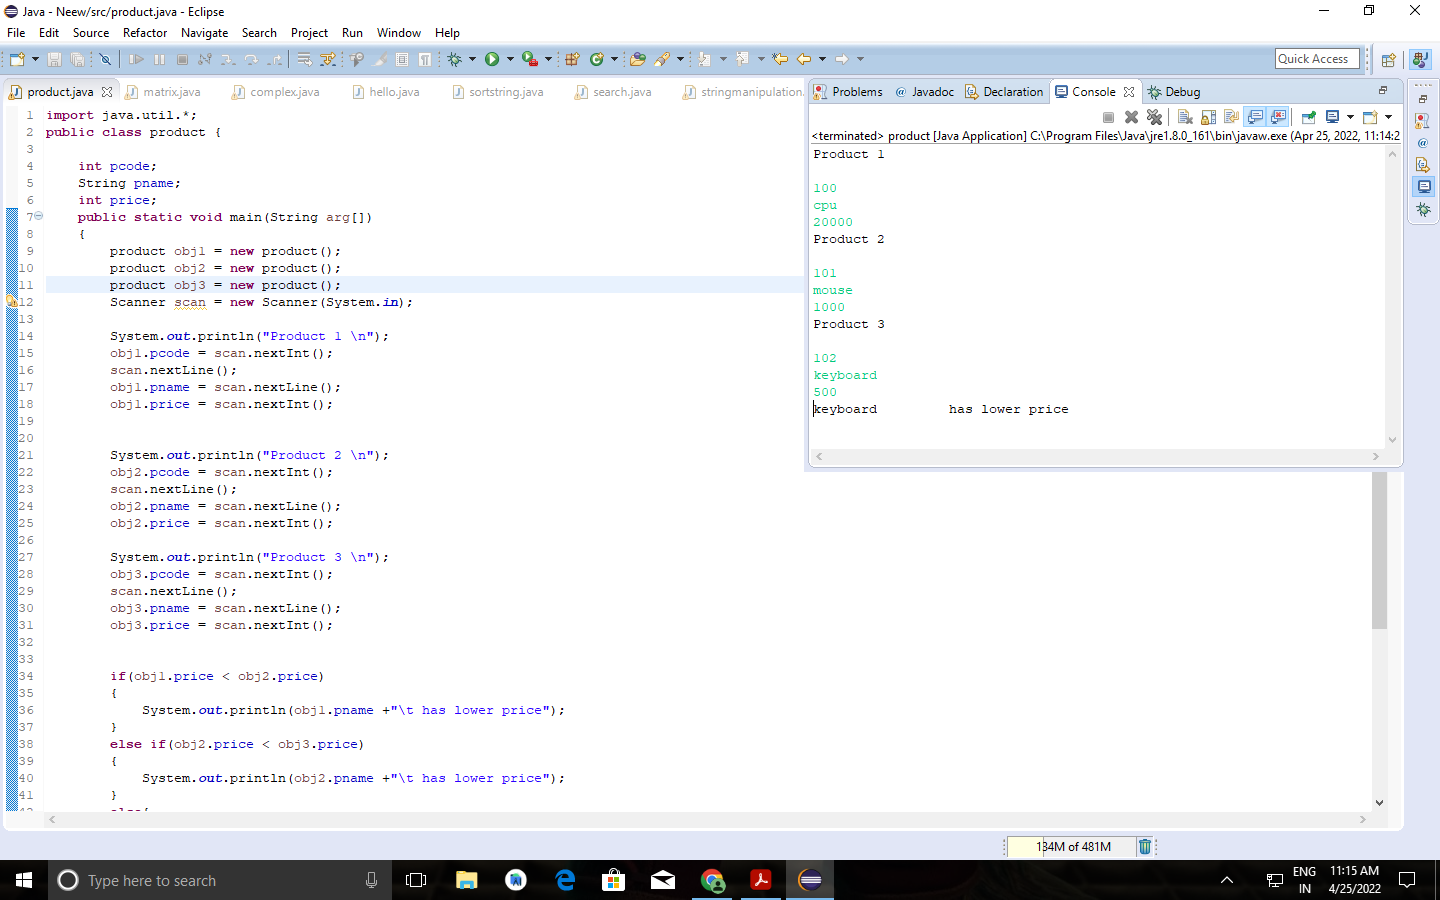 Java - Neew/src/product.java - Eclipse
File Edit Source Refactor Navigate Search Project Run Window Help
Quick Access
product.java matrix.java complex.java hello.java sortstring.java search.java stringmanipulation.
1 import java.util.*;
2 public class product {
3
4 int pcode;
5 String pname;
6 int price;
7 public static void main(String arg[])
8 {
9 product obj1 = new product();
10 product obj2 = new product();
11 product obj3 = new product();
12 Scanner scan = new Scanner(System.in);
13
14 System.out.println("Product 1 \n");
15 obj1.pcode = scan.nextInt();
16 scan.nextLine();
17 obj1.pname = scan.nextLine();
18 obj1.price = scan.nextInt();
19
20
21 System.out.println("Product 2 \n");
22 obj2.pcode = scan.nextInt();
23 scan.nextLine();
24 obj2.pname = scan.nextLine();
25 obj2.price = scan.nextInt();
26
27 System.out.println("Product 3 \n");
28 obj3.pcode = scan.nextInt();
29 scan.nextLine();
30 obj3.pname = scan.nextLine();
31 obj3.price = scan.nextInt();
32
33
34 if(obj1.price < obj2.price)
35 {
36 System.out.println(obj1.pname +"\t has lower price");
37 }
38 else if(obj2.price < obj3.price)
39 {
40 System.out.println(obj2.pname +"\t has lower price");
41 }
Problems Javadoc Declaration Console Debug
<terminated> product [Java Application] C:\Program Files\Java\jre1.8.0_161\bin\javaw.exe (Apr 25, 2022, 11:14:2
Product 1
100
cpu
20000
Product 2
101
mouse
1000
Product 3
102
keyboard
500
keyboard has lower price
134M of 481M
Type here to search
ENG
IN
11:15 AM
4/25/2022